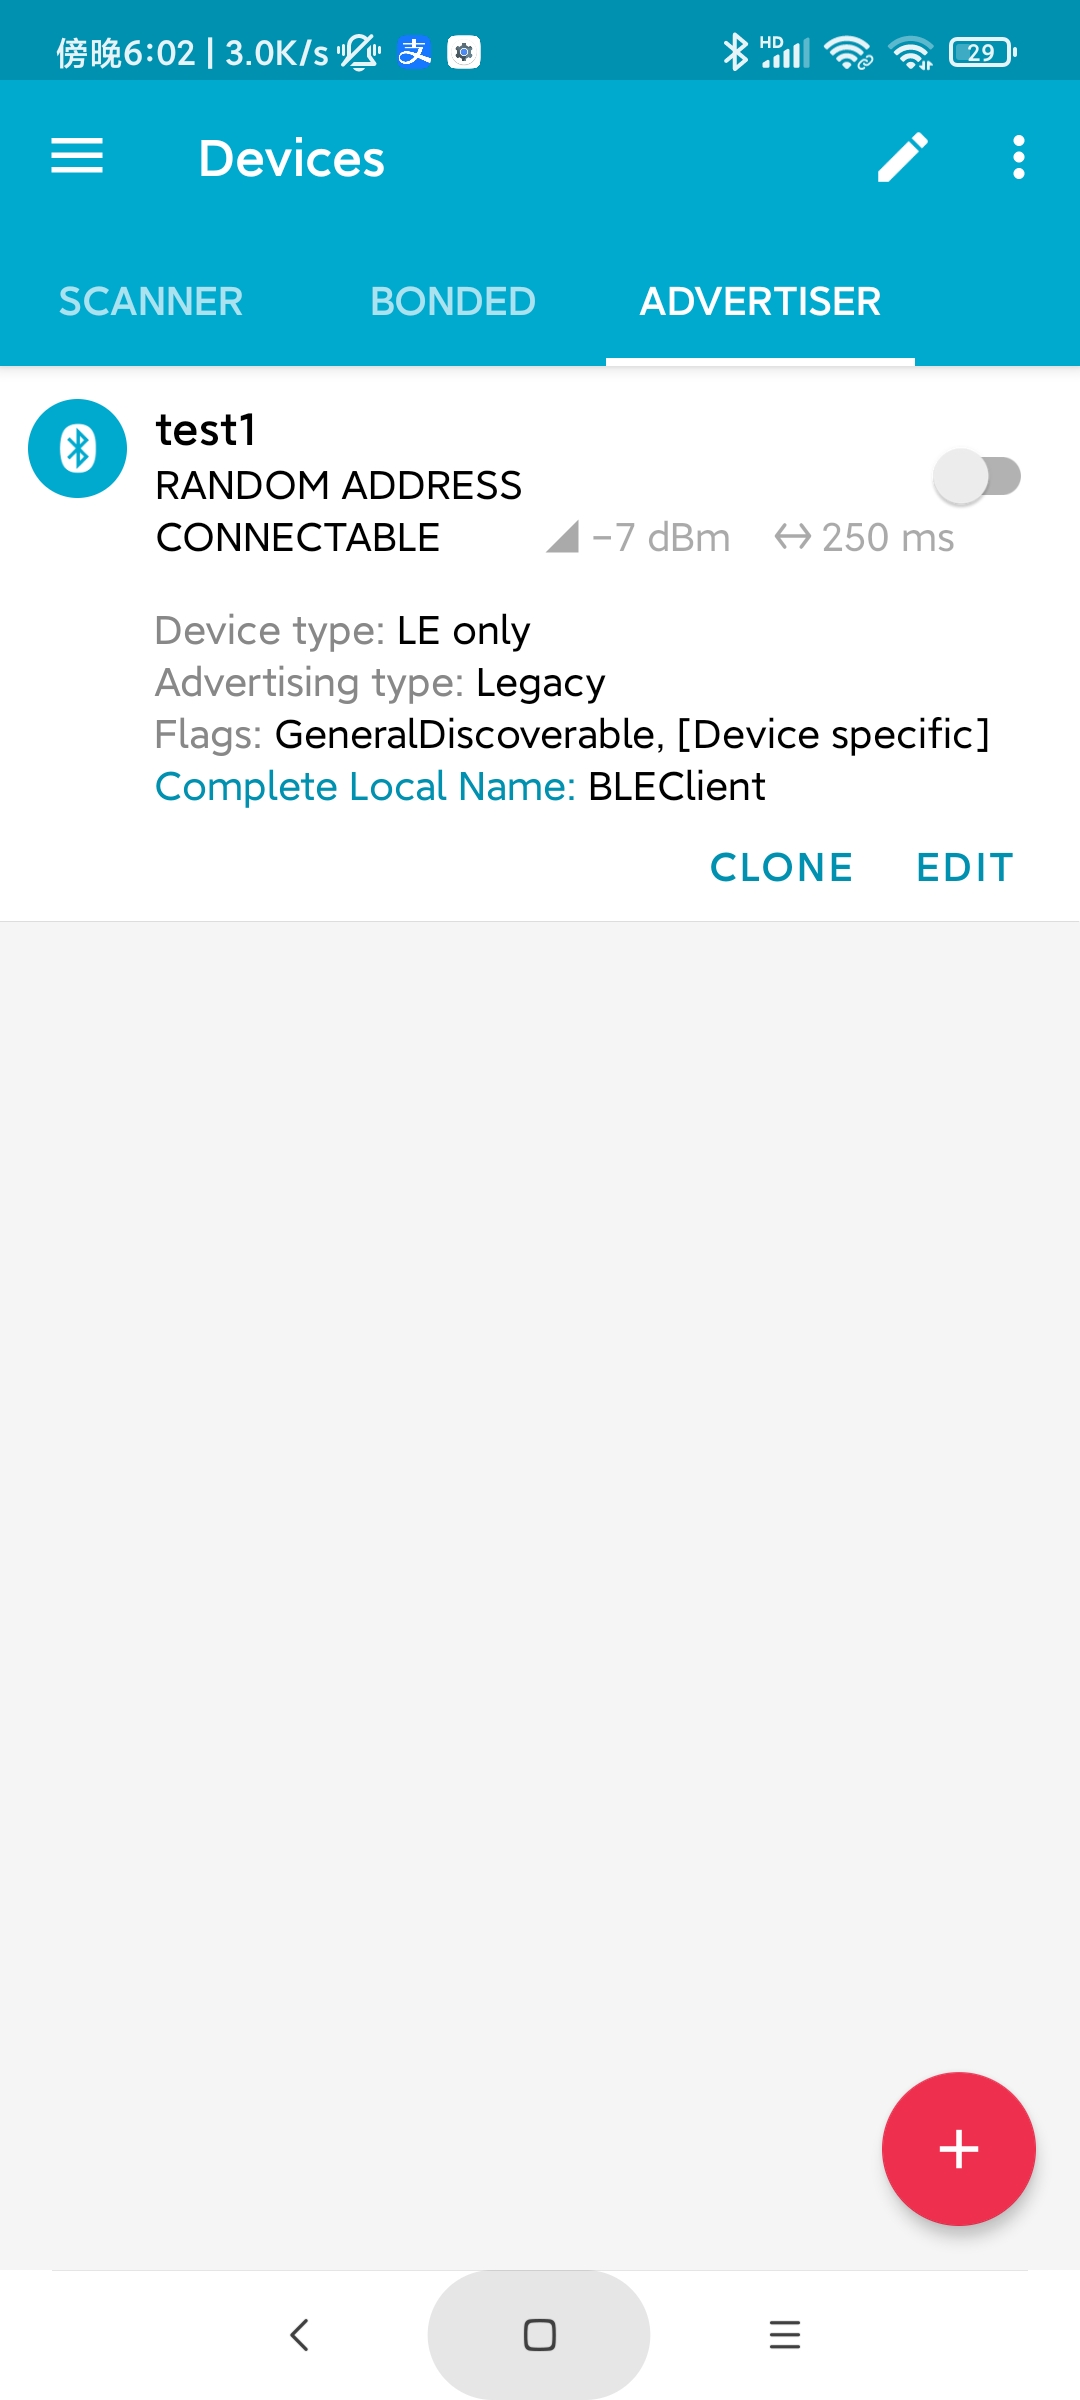 傍晚6:02 | 3.0K/s 支 HD 29
Devices
SCANNER BONDED ADVERTISER
test1
RANDOM ADDRESS
CONNECTABLE -7 dBm 250 ms
Device type: LE only
Advertising type: Legacy
Flags: GeneralDiscoverable, [Device specific]
Complete Local Name: BLEClient
CLONE EDIT